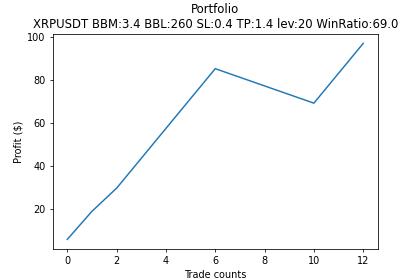 Portfolio
XRPUSDT BBM:3.4 BBL:260 SL:0.4 TP:1.4 lev:20 WinRatio:69.0
100
80
60
40
20
Profit ($)
0 2 4 6 8 10 12
Trade counts